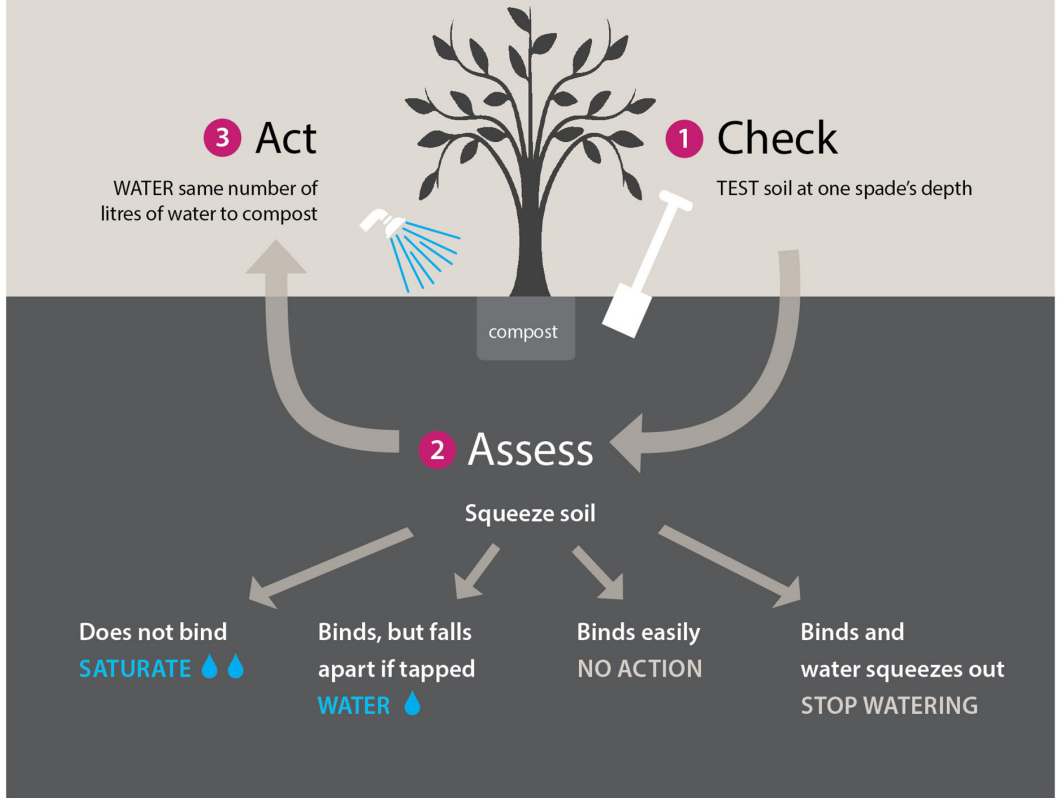 3 Act
WATER same number of
litres of water to compost
1 Check
TEST soil at one spade's depth
compost
2 Assess
Squeeze soil
Does not bind
SATURATE
Binds, but falls
apart if tapped
WATER
Binds easily
NO ACTION
Binds and
water squeezes out
STOP WATERING